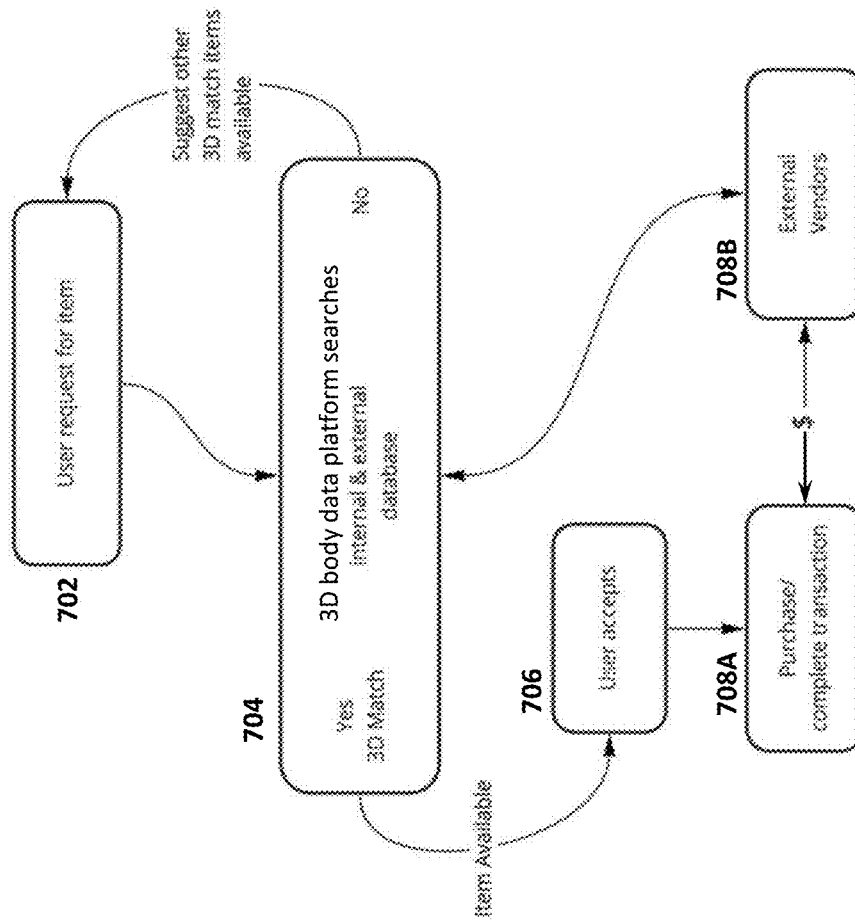 702
User request for item
Suggest other
3D match items
available
704
Yes
3D Match
3D body data platform searches
internal & external
database
No
Item Available
706
User accepts
708A
Purchase/
complete transaction
$
708B
External
Vendors